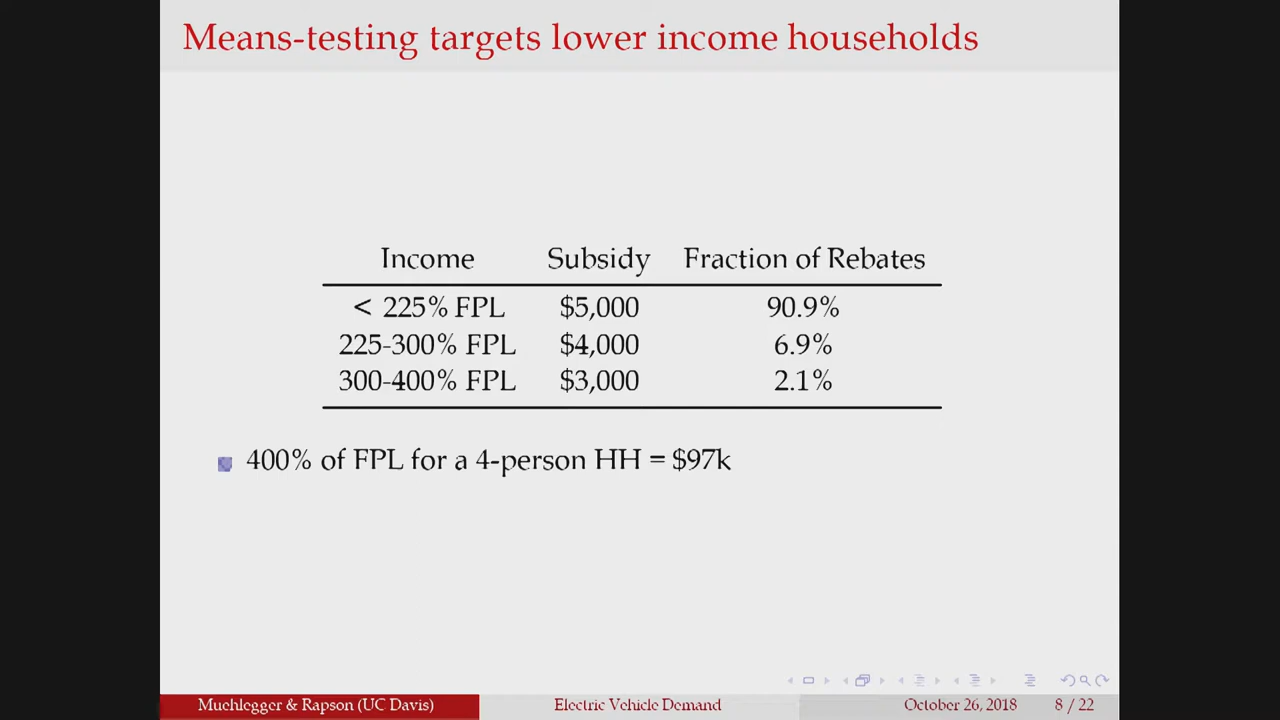 Means-testing targets lower income households
Income Subsidy Fraction of Rebates
< 225% FPL $5,000 90.9%
225-300% FPL $4,000 6.9%
300-400% FPL $3,000 2.1%
400% of FPL for a 4-person HH = $97k
Muehlegger & Rapson (UC Davis) Electric Vehicle Demand October 26, 2018 8 / 22